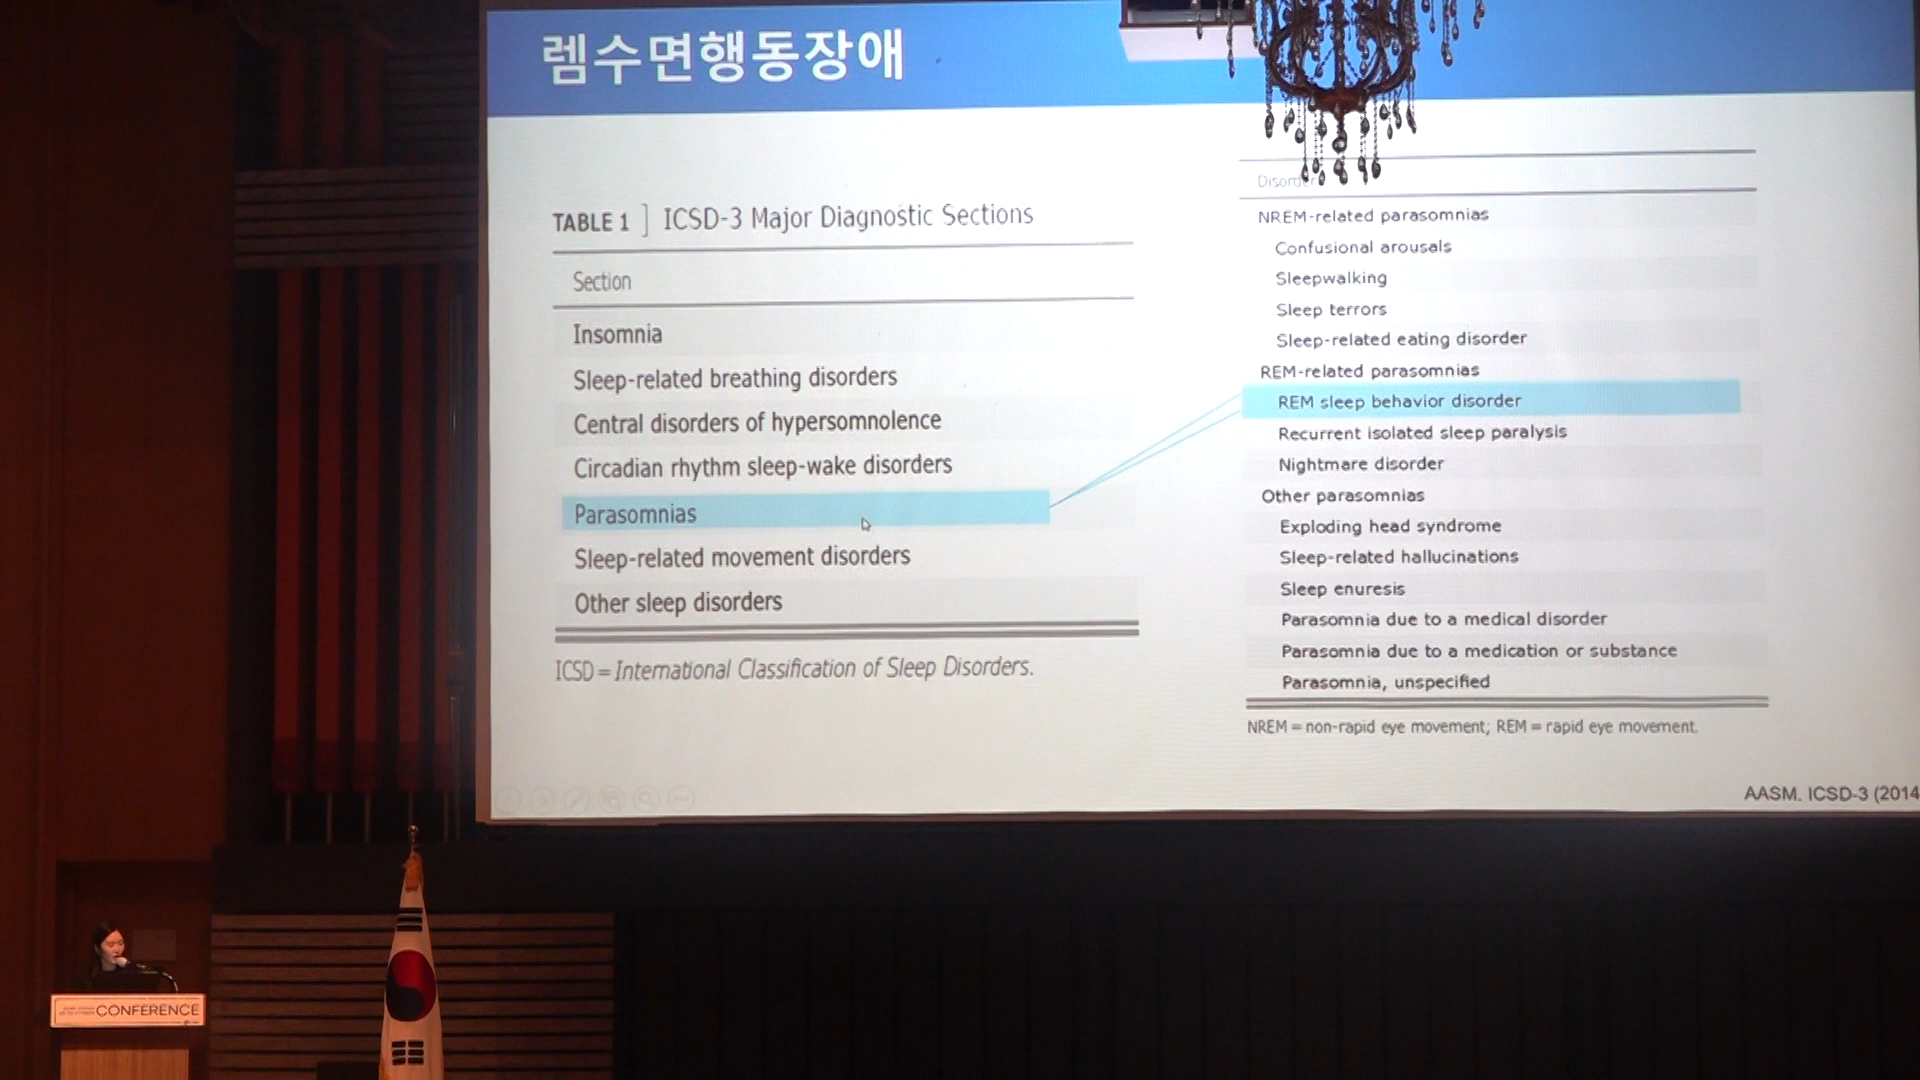 렘수면행동장애
TABLE 1 ] ICSD-3 Major Diagnostic Sections
Section
Insomnia
Sleep-related breathing disorders
Central disorders of hypersomnolence
Circadian rhythm sleep-wake disorders
Parasomnias
Sleep-related movement disorders
Other sleep disorders
ICSD = International Classification of Sleep Disorders.
Disorder
NREM-related parasomnias
Confusional arousals
Sleepwalking
Sleep terrors
Sleep-related eating disorder
REM-related parasomnias
REM sleep behavior disorder
Recurrent isolated sleep paralysis
Nightmare disorder
Other parasomnias
Exploding head syndrome
Sleep-related hallucinations
Sleep enuresis
Parasomnia due to a medical disorder
Parasomnia due to a medication or substance
Parasomnia, unspecified
NREM = non-rapid eye movement; REM = rapid eye movement.
AASM. ICSD-3 (2014
CONFERENCE